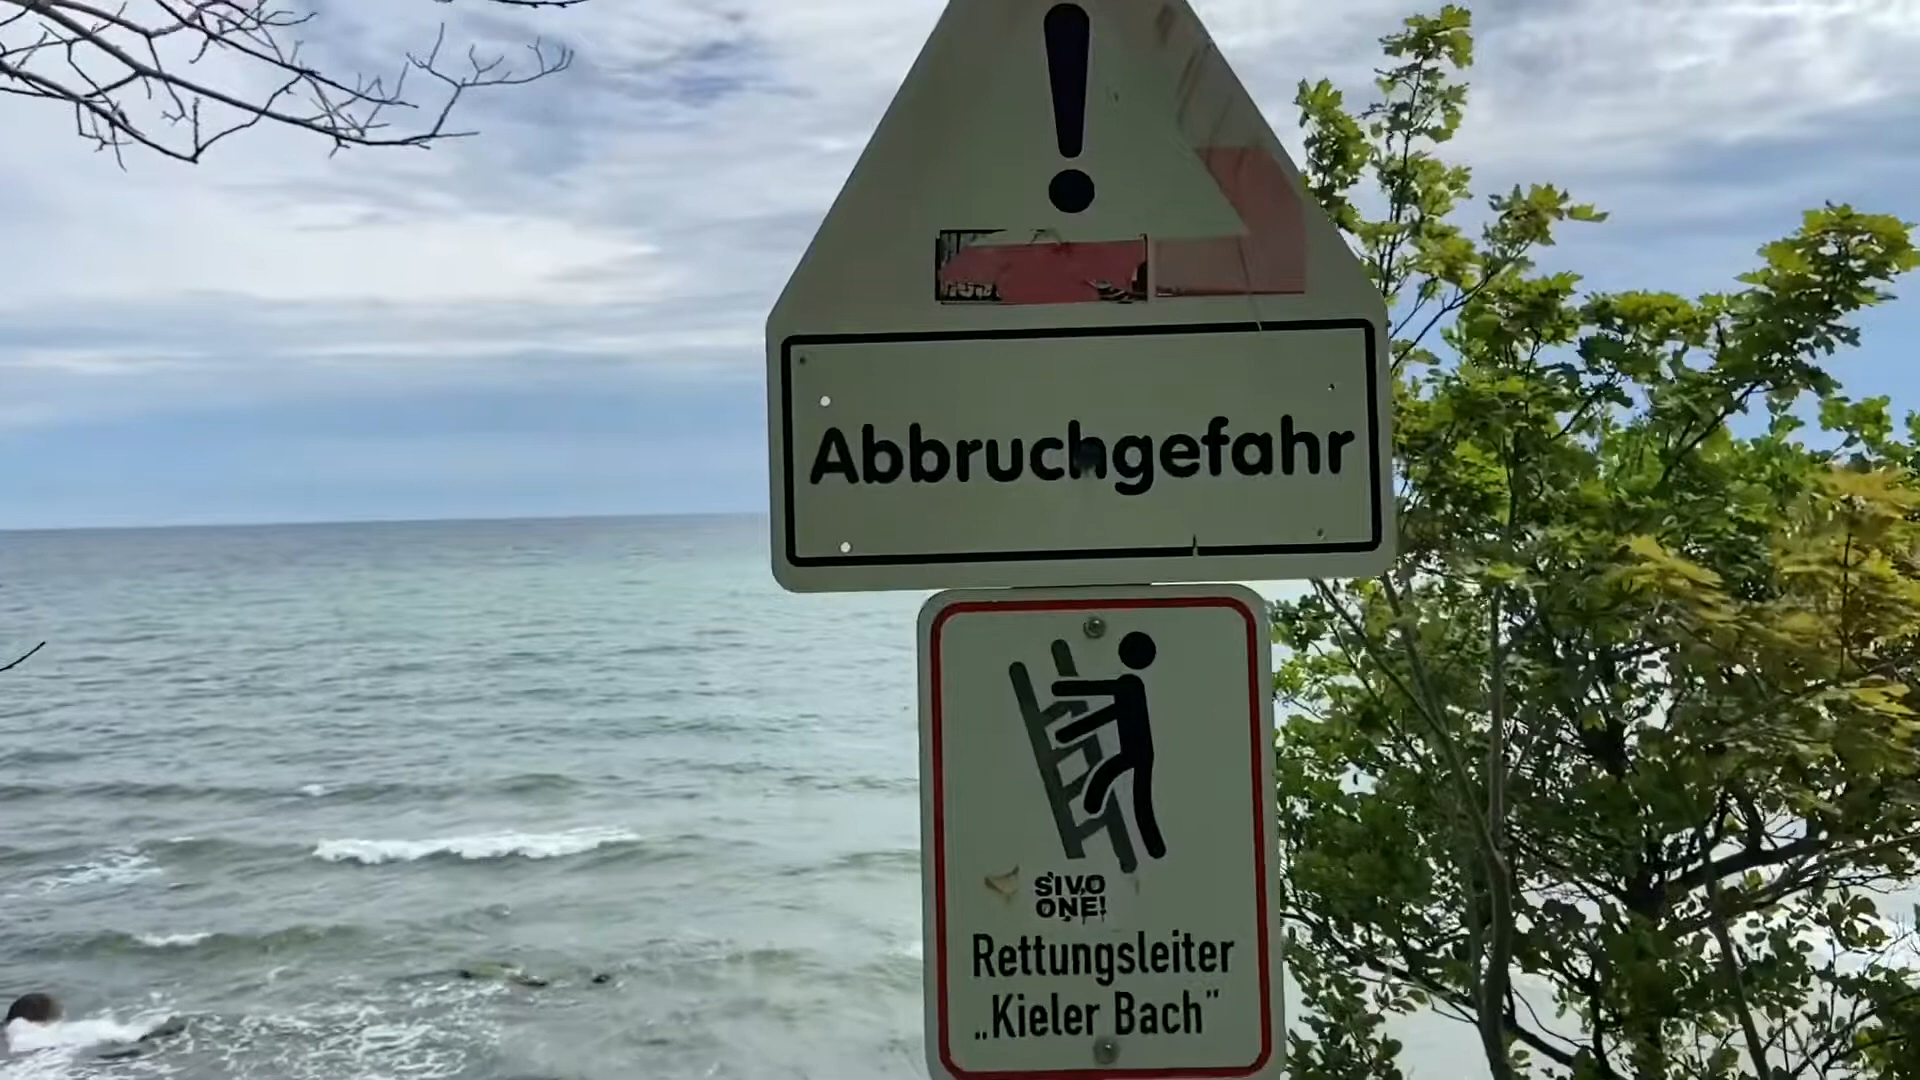 !
Abbruchgefahr
SIVO
ONE!
Rettungsleiter
„Kieler Bach"